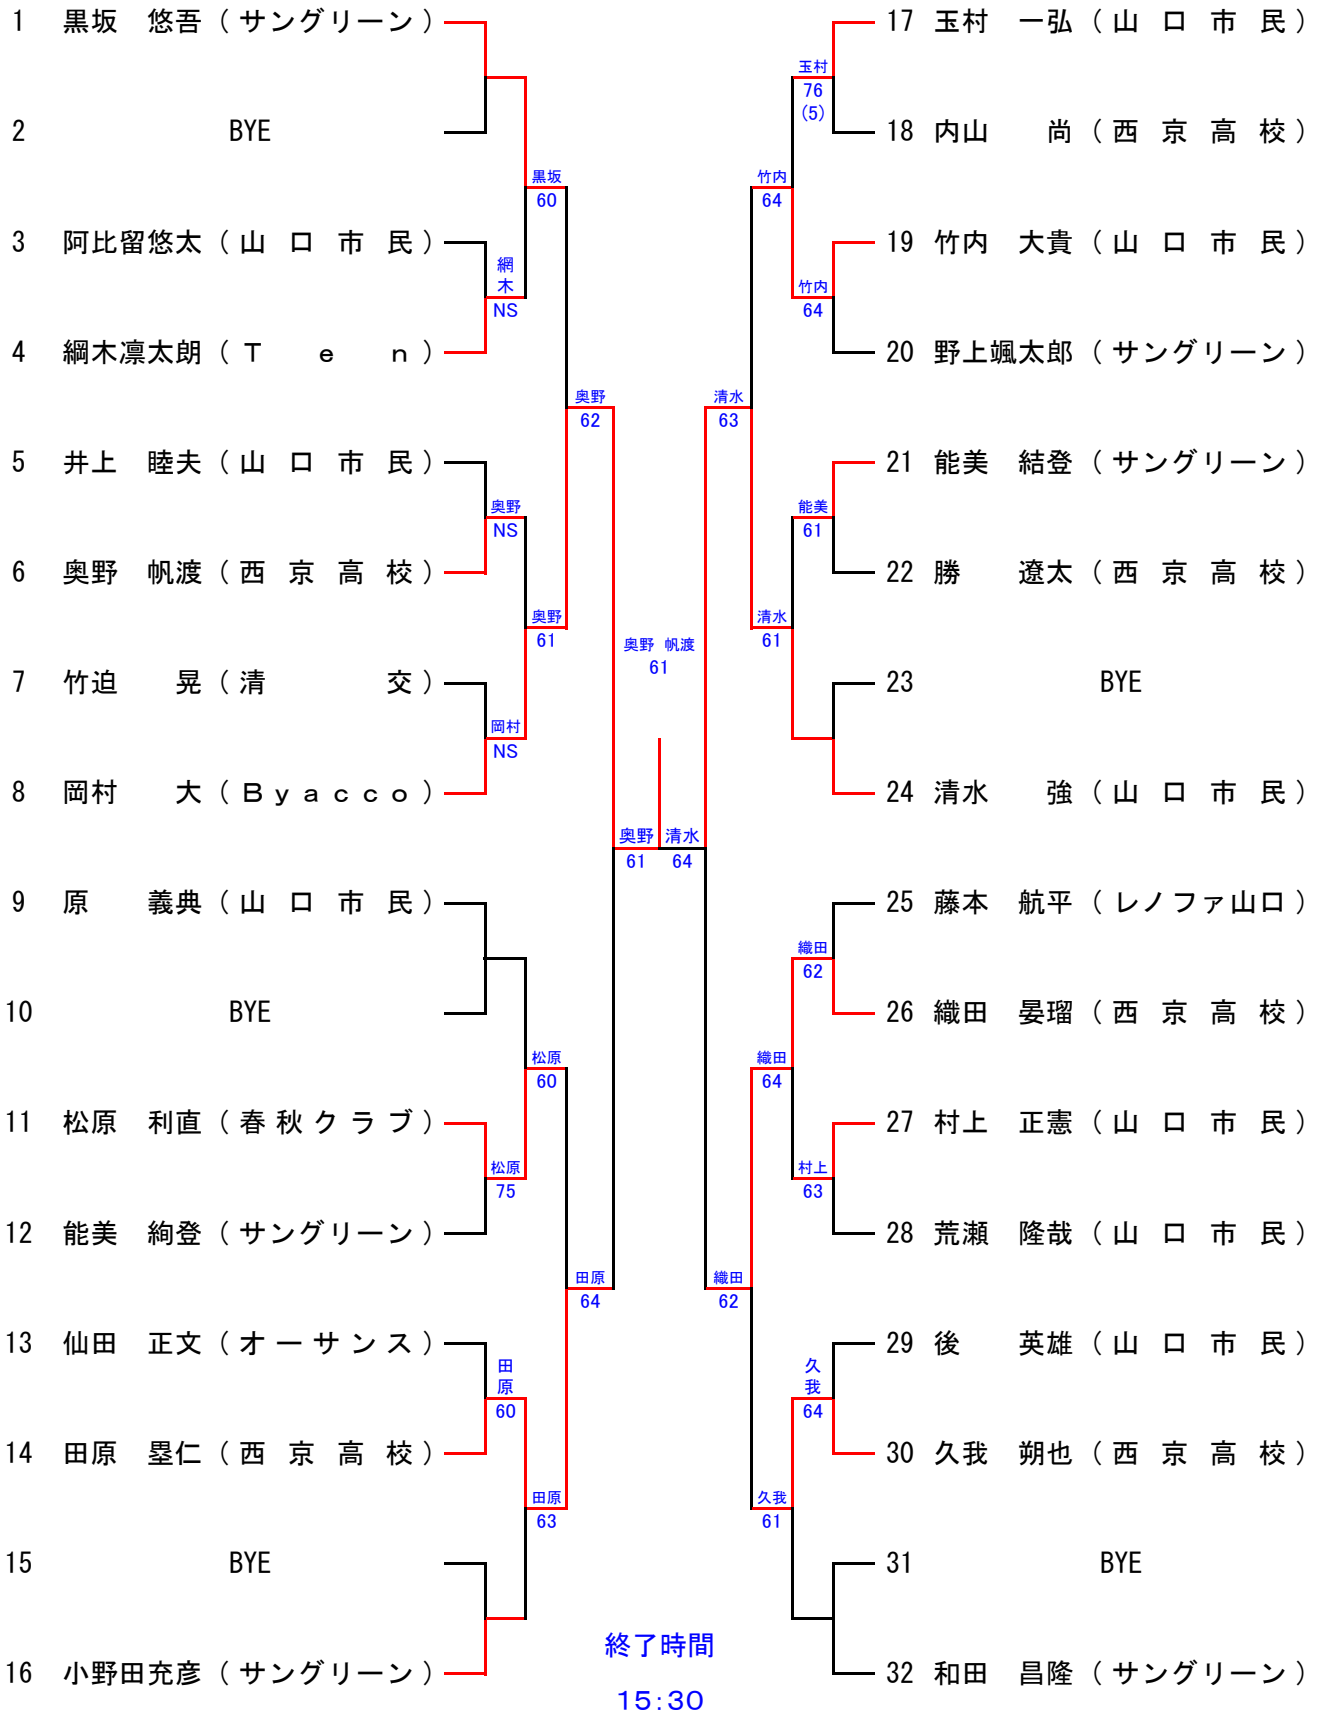 1 黒坂 悠吾 (サングリーン)
2 BYE
黒坂
60
3 阿比留悠太 (山口市民)
網
木
NS
4 綱木凛太朗 (Ten)
奥野
62
5 井上 睦夫 (山口市民)
奥野
NS
6 奥野 帆渡 (西京高校)
奥野
61
7 竹迫 晃 (清交)
岡村
NS
8 岡村 大 (Byacco)
奥野
61
9 原 義典 (山口市民)
10 BYE
松原
60
11 松原 利直 (春秋クラブ)
松原
75
12 能美 絢登 (サングリーン)
田原
64
13 仙田 正文 (オーサンス)
田
原
60
14 田原 塁仁 (西京高校)
田原
63
15 BYE
16 小野田充彦 (サングリーン)
奥野 帆渡
61
17 玉村 一弘 (山口市民)
玉村
76
(5)
18 内山 尚 (西京高校)
竹内
64
19 竹内 大貴 (山口市民)
竹内
64
20 野上颯太郎 (サングリーン)
清水
63
21 能美 結登 (サングリーン)
能美
61
22 勝 遼太 (西京高校)
清水
61
23 BYE
24 清水 強 (山口市民)
清水
64
25 藤本 航平 (レノファ山口)
織田
62
26 織田 晏瑠 (西京高校)
織田
64
27 村上 正憲 (山口市民)
村上
63
28 荒瀬 隆哉 (山口市民)
織田
62
29 後 英雄 (山口市民)
久
我
64
30 久我 朔也 (西京高校)
久我
61
31 BYE
32 和田 昌隆 (サングリーン)
終了時間
15:30